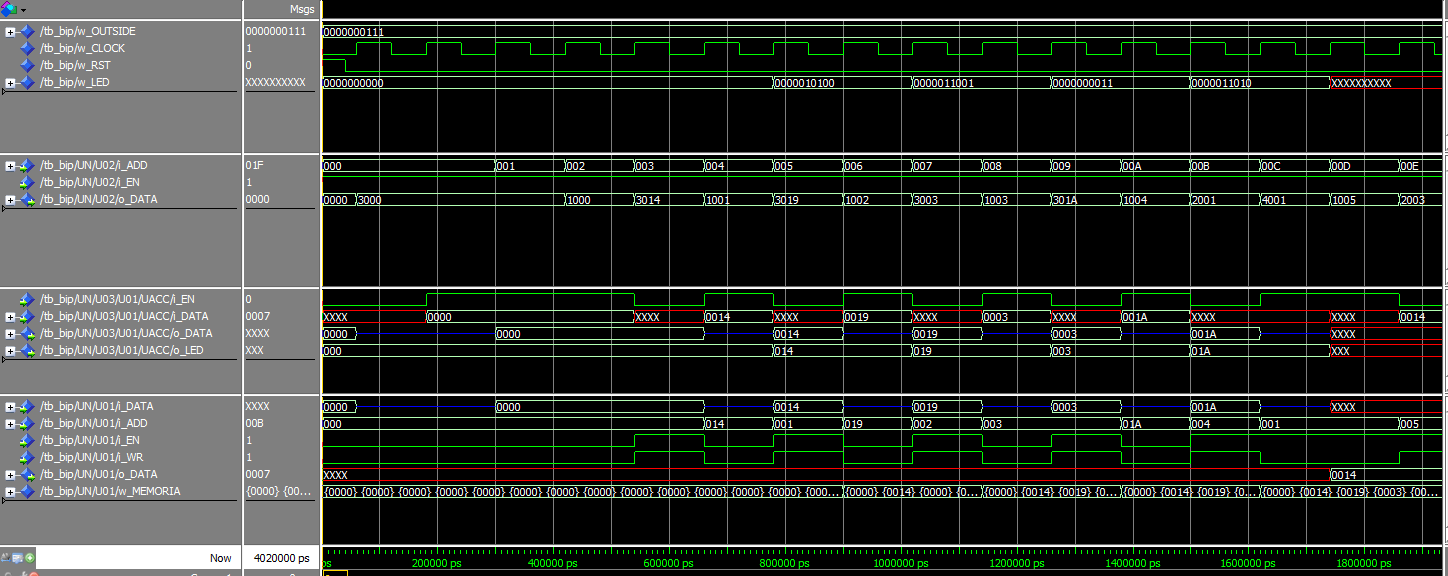 Msgs
/tb_bip/w_OUTSIDE 0000000111 0000000111
/tb_bip/w_CLOCK 1
/tb_bip/w_RST 0
/tb_bip/w_LED XXXXXXXXXX 0000000000 0000010100 0000011001 0000000011 0000011010 XXXXXXXXXX
/tb_bip/UN/U02/i_ADD 01F 000 001 002 003 004 005 006 007 008 009 00A 00B 00C 00D 00E
/tb_bip/UN/U02/i_EN 1
/tb_bip/UN/U02/o_DATA 0000 0000 3000 1000 3014 1001 3019 1002 3003 1003 301A 1004 2001 4001 1005 2003
/tb_bip/UN/U03/U01/UACC/i_EN 0
/tb_bip/UN/U03/U01/UACC/i_DATA 0007 XXXX 0000 XXXX 0014 XXXX 0019 XXXX 0003 XXXX 001A XXXX XXXX 0014
/tb_bip/UN/U03/U01/UACC/o_DATA XXXX 0000 0000 0014 0019 0003 001A XXXX
/tb_bip/UN/U03/U01/UACC/o_LED XXX 000 014 019 003 01A XXX
/tb_bip/UN/U01/i_DATA XXXX 0000 0000 0014 0019 0003 001A XXXX
/tb_bip/UN/U01/i_ADD 00B 000 014 001 019 002 003 01A 004 001 005
/tb_bip/UN/U01/i_EN 1
/tb_bip/UN/U01/i_WR 1
/tb_bip/UN/U01/o_DATA 0007 XXXX 0014
/tb_bip/UN/U01/w_MEMORIA {0000} {00... {0000} {0000} {0000} {0000} {0000} {0000} {0000} {0000} {0000} {0000} {0000} {0000} {00... {0000} {0014} {0000} {0... {0000} {0014} {0019} {0... {0000} {0014} {0019} {0... {0000} {0014} {0019} {0003} {00...
Now 4020000 ps ps 200000 ps 400000 ps 600000 ps 800000 ps 1000000 ps 1200000 ps 1400000 ps 1600000 ps 1800000 ps